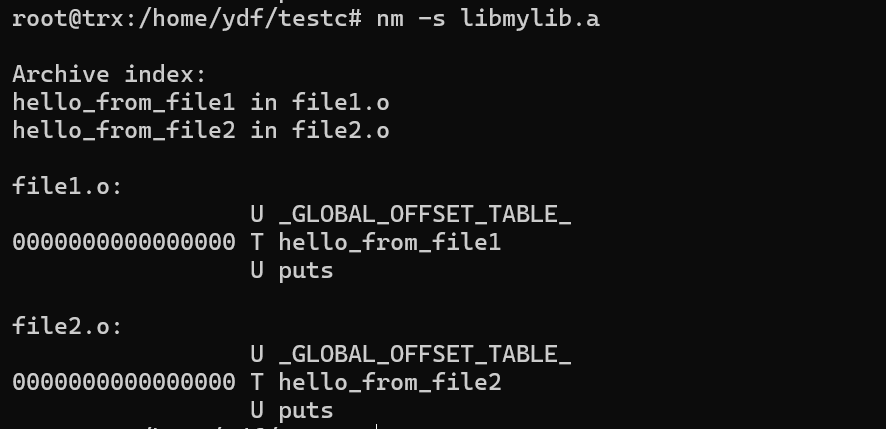 root@trx:/home/ydf/testc# nm -s libmylib.a
Archive index:
hello_from_file1 in file1.o
hello_from_file2 in file2.o
file1.o:
U _GLOBAL_OFFSET_TABLE_
0000000000000000 T hello_from_file1
U puts
file2.o:
U _GLOBAL_OFFSET_TABLE_
0000000000000000 T hello_from_file2
U puts